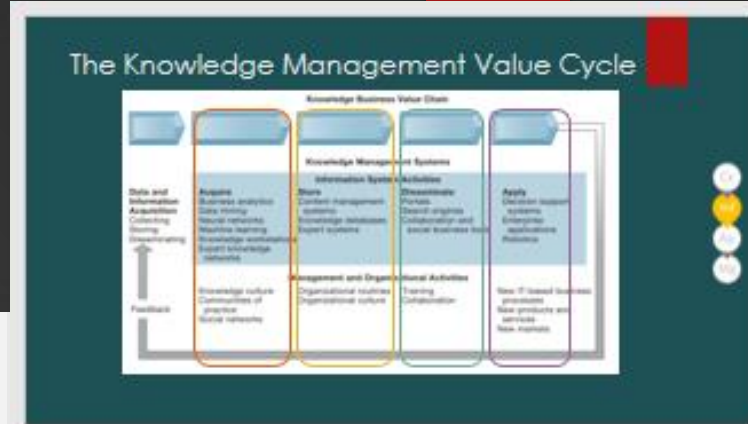 The Knowledge Management Value Cycle
Knowledge Business Value Chain
Knowledge Management Systems
Information System Activities
Data and
Information
Acquisition
Collecting
Storing
Disseminating
Acquire
Business analytics
Data mining
Neural networks
Machine learning
Knowledge workstations
Expert knowledge
networks
Store
Content management
systems
Knowledge databases
Expert systems
Disseminate
Portals
Search engines
Collaboration and
social business tools
Apply
Decision support
systems
Enterprise
applications
Robotics
Management and Organizational Activities
Knowledge culture
Communities of
practice
Social networks
Organizational routines
Organizational culture
Training
Collaboration
New IT-based business
processes
New products and
services
New markets
Feedback